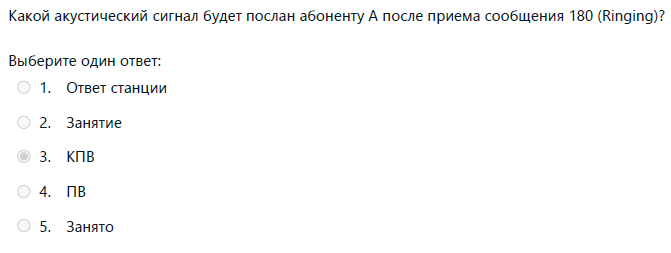 Какой акустический сигнал будет послан абоненту А после приема сообщения 180 (Ringing)?
Выберите один ответ:
1. Ответ станции
2. Занятие
3. КПВ
4. ПВ
5. Занято